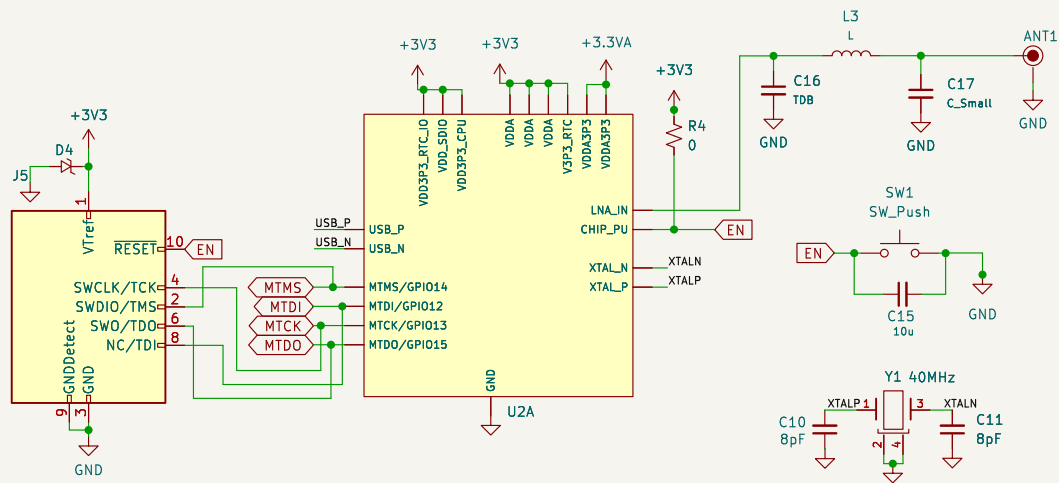 L3
L
ANT1
+3V3
+3V3
+3.3VA
+3V3
C16
TDB
C17
C_Small
GND
GND
GND
+3V3
D4
J5
VDD3P3_RTC_IO
VDD_SDIO
VDD3P3_CPU
VDDA
VDDA
VDDA
V3P3_RTC
VDDA3P3
VDDA3P3
R4
0
1
VTref
RESET
10
EN
SWCLK/TCK
4
SWDIO/TMS
2
SWO/TDO
6
NC/TDI
8
GNDDetect
GND
9
3
GND
USB_P
USB_P
USB_N
USB_N
MTMS
MTMS/GPIO14
MTDI
MTDI/GPIO12
MTCK
MTCK/GPIO13
MTDO
MTDO/GPIO15
LNA_IN
CHIP_PU
EN
XTAL_N
XTALN
XTAL_P
XTALP
GND
U2A
SW1
SW_Push
EN
C15
10u
GND
Y1 40MHz
XTALP
1
3
XTALN
C10
8pF
2
4
C11
8pF